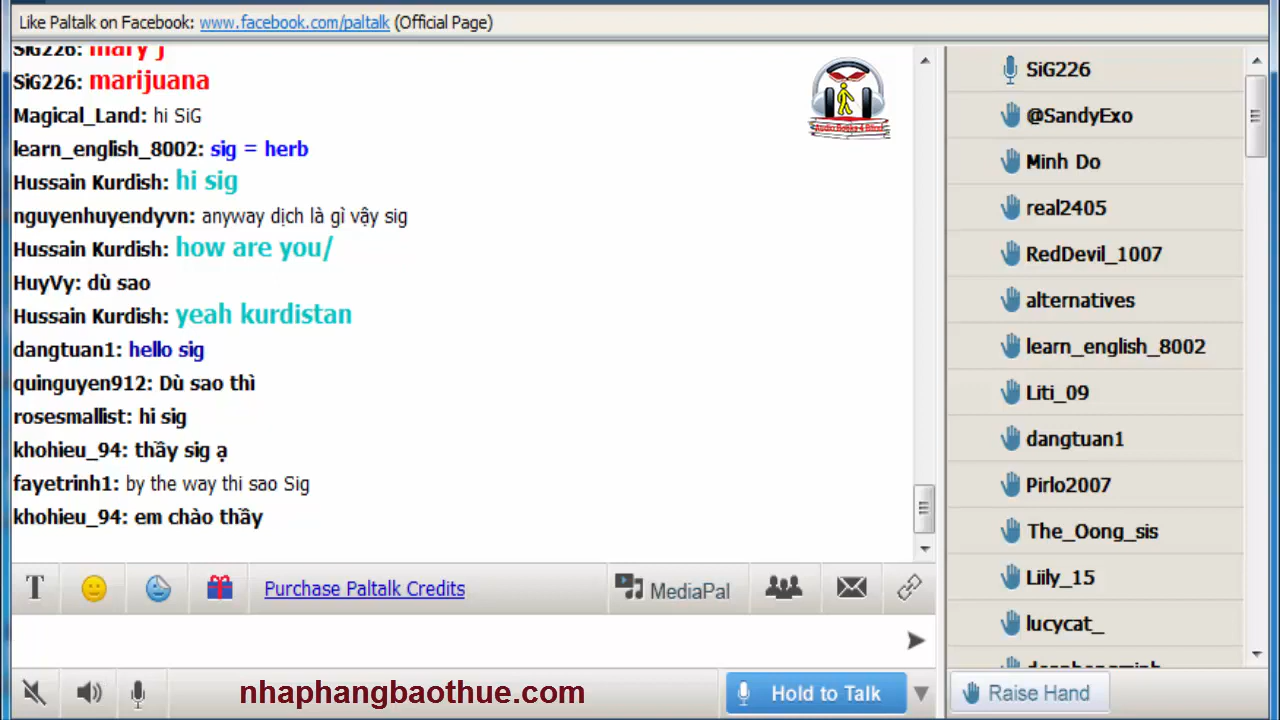 Like Paltalk on Facebook: www.facebook.com/paltalk (Official Page)
SiG226: mary j
SiG226: marijuana
Magical_Land: hi SiG
learn_english_8002: sig = herb
Hussain Kurdish: hi sig
nguyenhuyendyvn: anyway dịch là gì vậy sig
Hussain Kurdish: how are you/
HuyVy: dù sao
Hussain Kurdish: yeah kurdistan
dangtuan1: hello sig
quinguyen912: Dù sao thì
rosesmallist: hi sig
khohieu_94: thầy sig ạ
fayetrinh1: by the way thi sao Sig
khohieu_94: em chào thầy
Purchase Paltalk Credits
MediaPal
nhaphangbaothue.com
Hold to Talk
SiG226
@SandyExo
Minh Do
real2405
RedDevil_1007
alternatives
learn_english_8002
Liti_09
dangtuan1
Pirlo2007
The_Oong_sis
Liily_15
lucycat_
Raise Hand